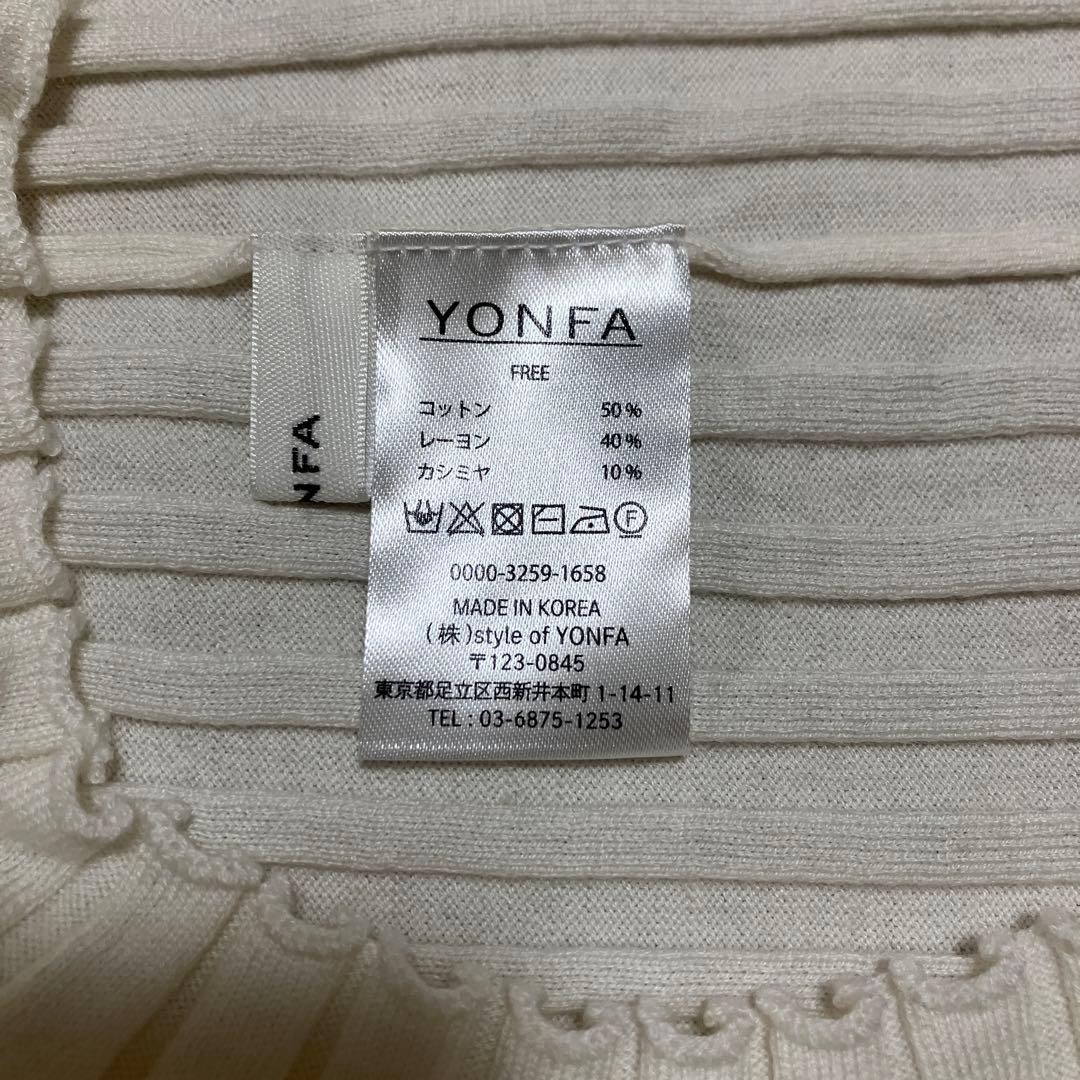 NFA
YONFA
FREE
コットン 50%
レーヨン 40%
カシミヤ 10%
F
0000-3259-1658
MADE IN KOREA
(株)style of YONFA
〒123-0845
東京都足立区西新井本町 1-14-11
TEL : 03-6875-1253